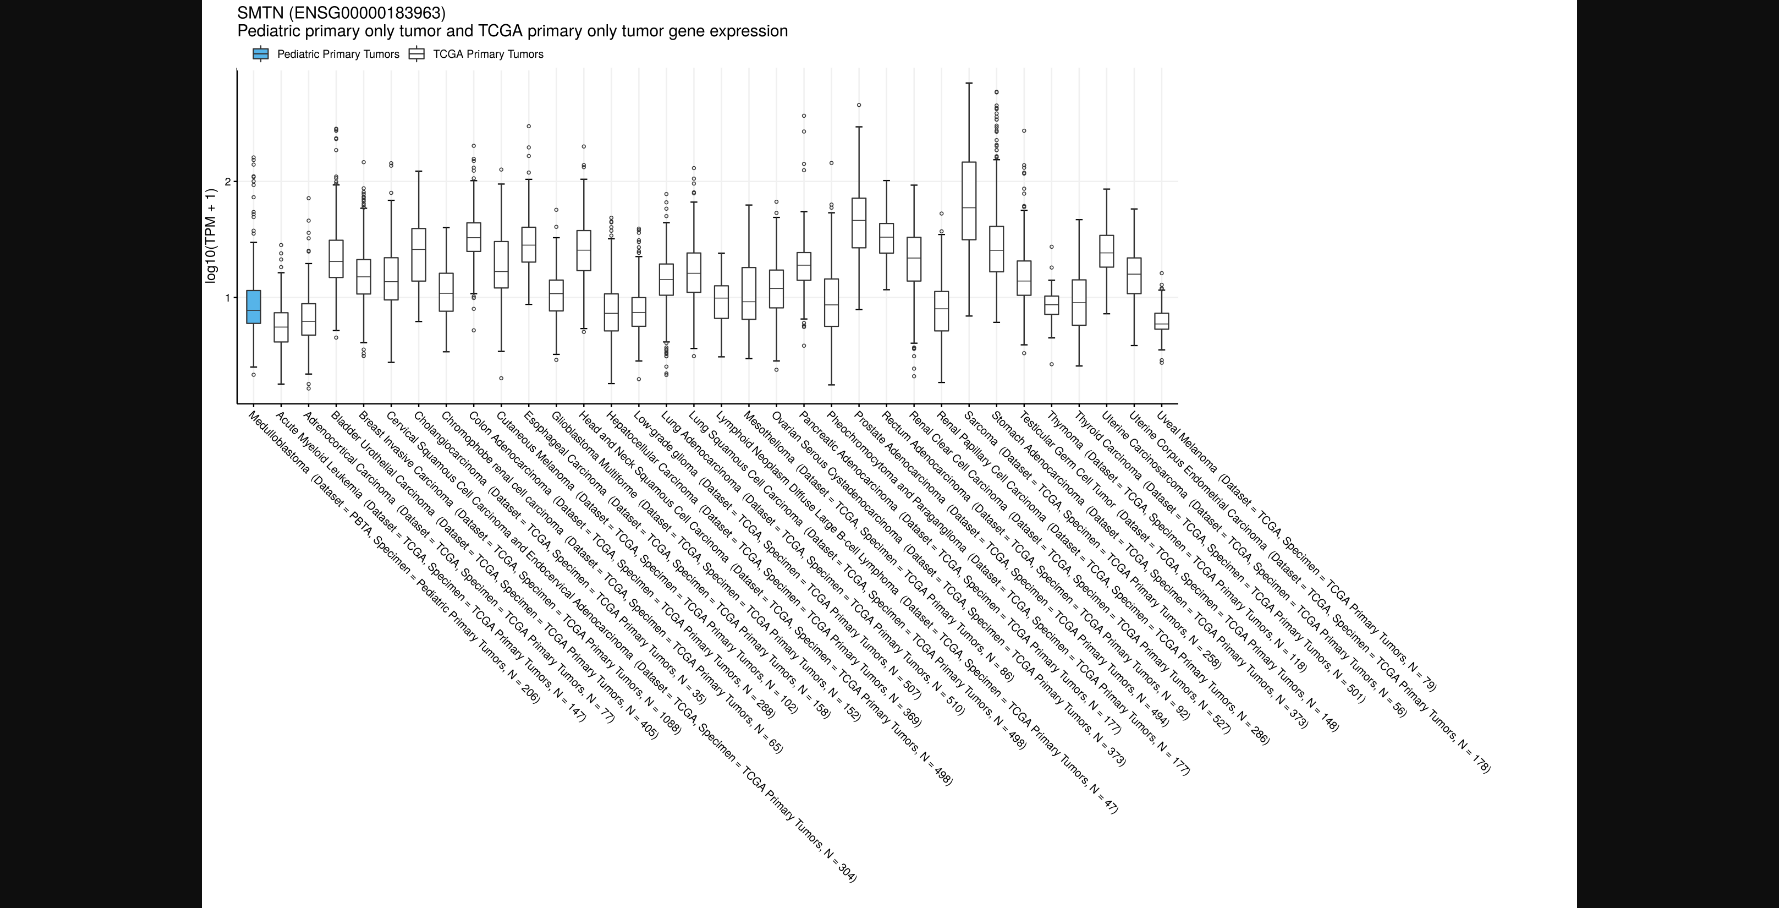 SMTN (ENSG00000183963)
Pediatric primary only tumor and TCGA primary only tumor gene expression
Pediatric Primary Tumors TCGA Primary Tumors
log10(TPM + 1)
2
1
Medulloblastoma (Dataset = PBTA, Specimen = Pediatric Primary Tumors, N = 206)
Acute Myeloid Leukemia (Dataset = TCGA, Specimen = TCGA Primary Tumors, N = 147)
Adrenocortical Carcinoma (Dataset = TCGA, Specimen = TCGA Primary Tumors, N = 77)
Bladder Urothelial Carcinoma (Dataset = TCGA, Specimen = TCGA Primary Tumors, N = 405)
Breast Invasive Carcinoma (Dataset = TCGA, Specimen = TCGA Primary Tumors, N = 1088)
Cervical Squamous Cell Carcinoma and Endocervical Adenocarcinoma (Dataset = TCGA, Specimen = TCGA Primary Tumors, N = 304)
Cholangiocarcinoma (Dataset = TCGA, Specimen = TCGA Primary Tumors, N = 35)
Chromophobe renal cell carcinoma (Dataset = TCGA, Specimen = TCGA Primary Tumors, N = 65)
Colon Adenocarcinoma (Dataset = TCGA, Specimen = TCGA Primary Tumors, N = 288)
Cutaneous Melanoma (Dataset = TCGA, Specimen = TCGA Primary Tumors, N = 102)
Esophageal Carcinoma (Dataset = TCGA, Specimen = TCGA Primary Tumors, N = 158)
Glioblastoma Multiforme (Dataset = TCGA, Specimen = TCGA Primary Tumors, N = 152)
Head and Neck Squamous Cell Carcinoma (Dataset = TCGA, Specimen = TCGA Primary Tumors, N = 498)
Hepatocellular Carcinoma (Dataset = TCGA, Specimen = TCGA Primary Tumors, N = 369)
Low-grade glioma (Dataset = TCGA, Specimen = TCGA Primary Tumors, N = 507)
Lung Adenocarcinoma (Dataset = TCGA, Specimen = TCGA Primary Tumors, N = 510)
Lung Squamous Cell Carcinoma (Dataset = TCGA, Specimen = TCGA Primary Tumors, N = 498)
Lymphoid Neoplasm Diffuse Large B-cell Lymphoma (Dataset = TCGA, Specimen = TCGA Primary Tumors, N = 47)
Mesothelioma (Dataset = TCGA, Specimen = TCGA Primary Tumors, N = 86)
Ovarian Serous Cystadenocarcinoma (Dataset = TCGA, Specimen = TCGA Primary Tumors, N = 373)
Pancreatic Adenocarcinoma (Dataset = TCGA, Specimen = TCGA Primary Tumors, N = 177)
Pheochromocytoma and Paraganglioma (Dataset = TCGA, Specimen = TCGA Primary Tumors, N = 177)
Prostate Adenocarcinoma (Dataset = TCGA, Specimen = TCGA Primary Tumors, N = 494)
Rectum Adenocarcinoma (Dataset = TCGA, Specimen = TCGA Primary Tumors, N = 92)
Renal Clear Cell Carcinoma (Dataset = TCGA, Specimen = TCGA Primary Tumors, N = 527)
Renal Papillary Cell Carcinoma (Dataset = TCGA, Specimen = TCGA Primary Tumors, N = 286)
Sarcoma (Dataset = TCGA, Specimen = TCGA Primary Tumors, N = 258)
Stomach Adenocarcinoma (Dataset = TCGA, Specimen = TCGA Primary Tumors, N = 373)
Testicular Germ Cell Tumor (Dataset = TCGA, Specimen = TCGA Primary Tumors, N = 148)
Thymoma (Dataset = TCGA, Specimen = TCGA Primary Tumors, N = 118)
Thyroid Carcinoma (Dataset = TCGA, Specimen = TCGA Primary Tumors, N = 501)
Uterine Carcinosarcoma (Dataset = TCGA, Specimen = TCGA Primary Tumors, N = 56)
Uterine Corpus Endometrial Carcinoma (Dataset = TCGA, Specimen = TCGA Primary Tumors, N = 178)
Uveal Melanoma (Dataset = TCGA, Specimen = TCGA Primary Tumors, N = 79)